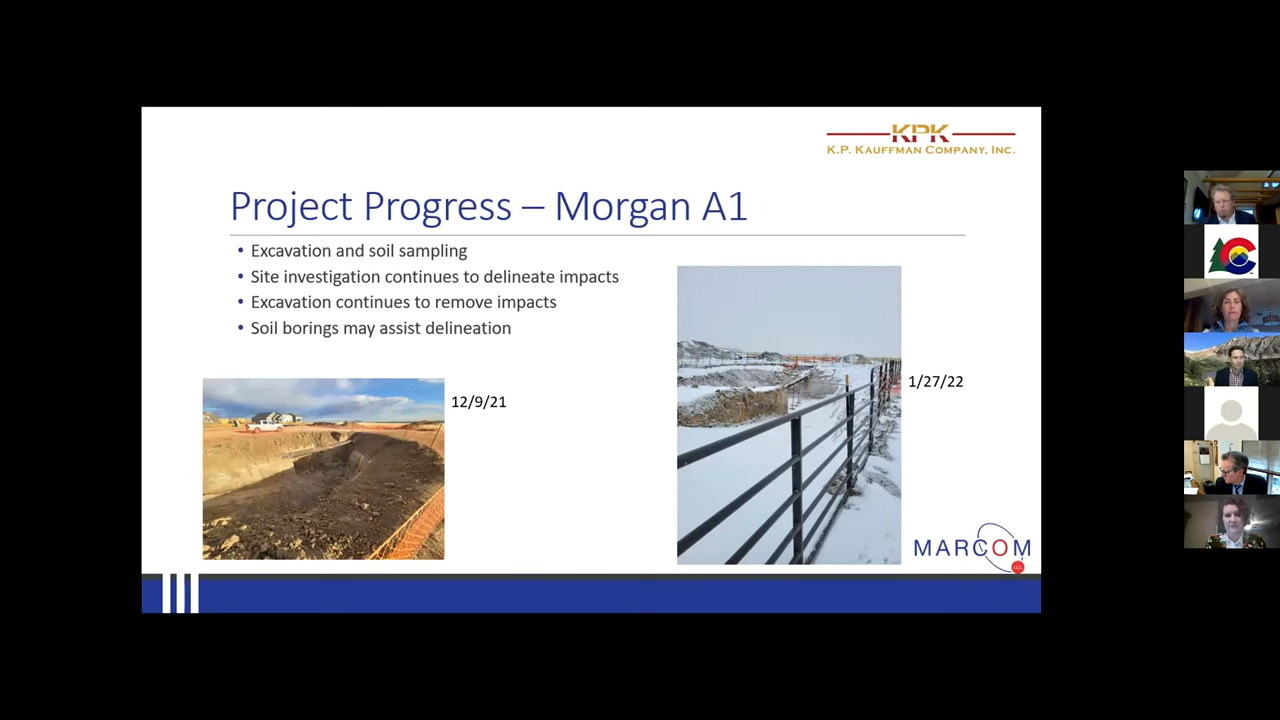 KPK
K.P. KAUFFMAN COMPANY, INC.
Project Progress – Morgan A1
• Excavation and soil sampling
• Site investigation continues to delineate impacts
• Excavation continues to remove impacts
• Soil borings may assist delineation
12/9/21
1/27/22
MARCOM
LLC